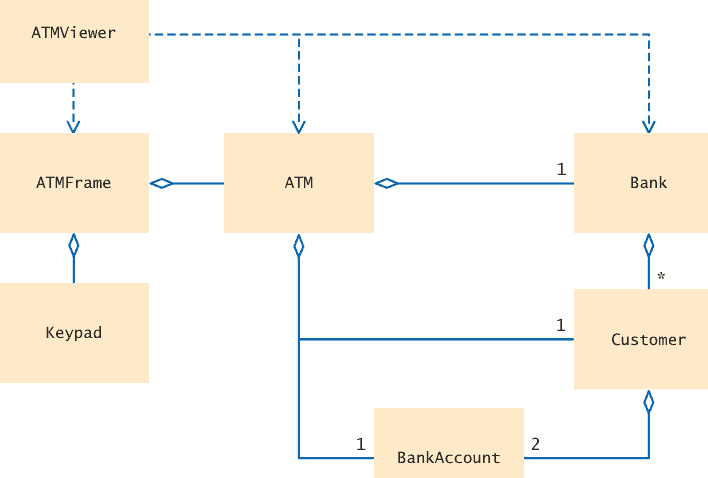 ATMViewer
ATMFrame
ATM
1
Bank
*
Keypad
1
Customer
1
BankAccount
2